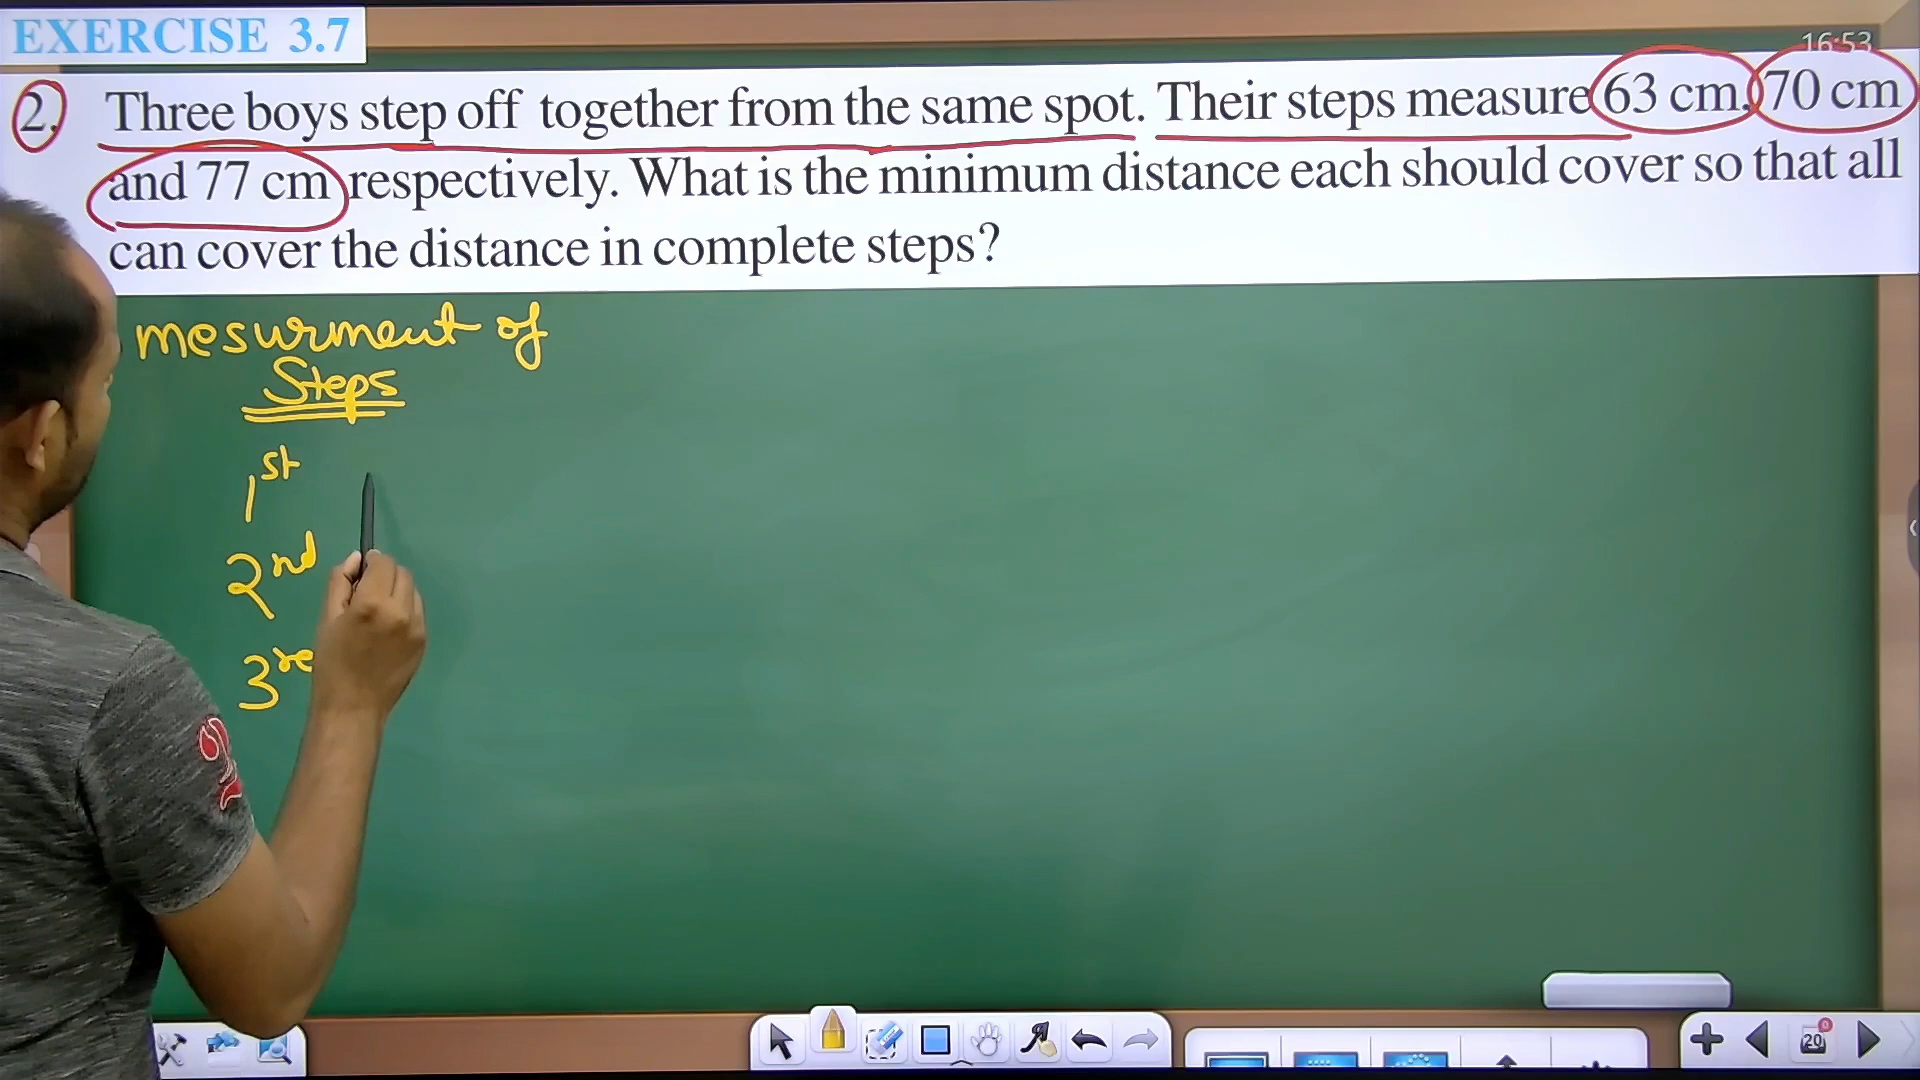 EXERCISE 3.7
16:53
2. Three boys step off together from the same spot. Their steps measure 63 cm, 70 cm
and 77 cm respectively. What is the minimum distance each should cover so that all
can cover the distance in complete steps?
mesurment of
Steps
1st
2nd
3re
20